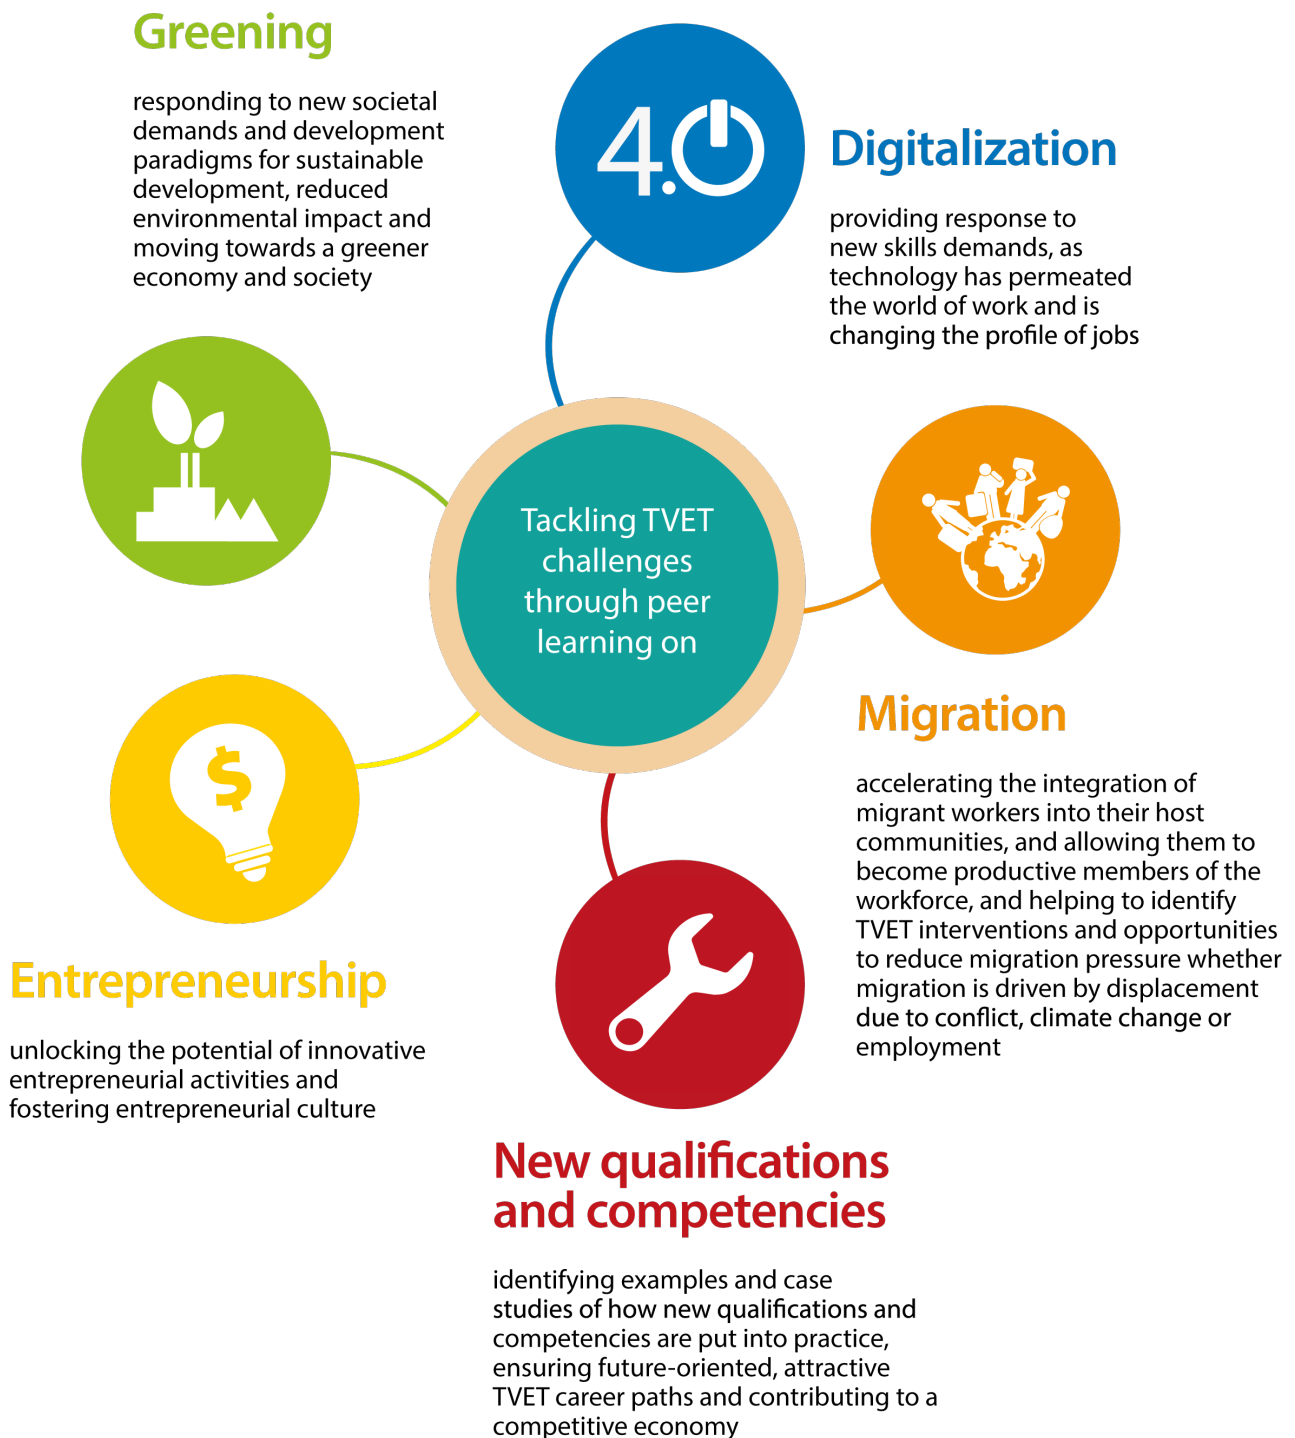 Greening
responding to new societal
demands and development
paradigms for sustainable
development, reduced
environmental impact and
moving towards a greener
economy and society
4.0
Digitalization
providing response to
new skills demands, as
technology has permeated
the world of work and is
changing the profile of jobs
Tackling TVET
challenges
through peer
learning on
Migration
accelerating the integration of
migrant workers into their host
communities, and allowing them to
become productive members of the
workforce, and helping to identify
TVET interventions and opportunities
to reduce migration pressure whether
migration is driven by displacement
due to conflict, climate change or
employment
$
Entrepreneurship
unlocking the potential of innovative
entrepreneurial activities and
fostering entrepreneurial culture
New qualifications
and competencies
identifying examples and case
studies of how new qualifications and
competencies are put into practice,
ensuring future-oriented, attractive
TVET career paths and contributing to a
competitive economy